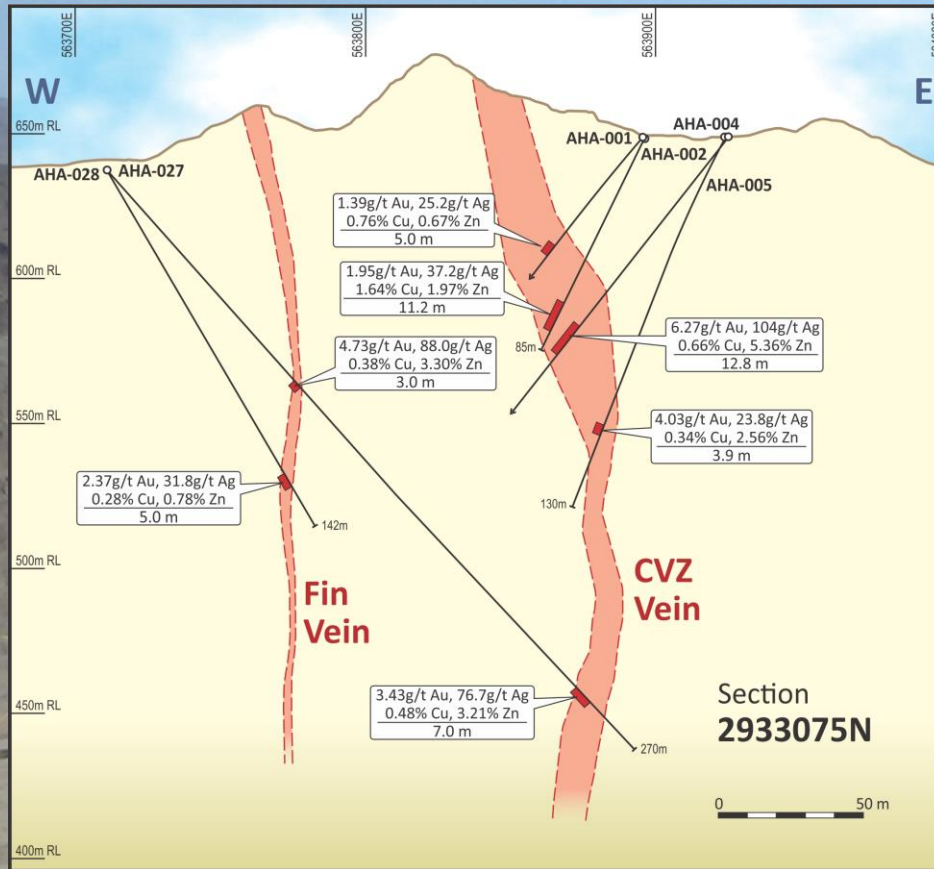 563700E
563800E
563900E
W
E
650m RL
AHA-028
AHA-027
AHA-001
AHA-002
AHA-004
AHA-005
1.39g/t Au, 25.2g/t Ag
0.76% Cu, 0.67% Zn
5.0 m
600m RL
1.95g/t Au, 37.2g/t Ag
1.64% Cu, 1.97% Zn
11.2 m
6.27g/t Au, 104g/t Ag
0.66% Cu, 5.36% Zn
12.8 m
85m
4.73g/t Au, 88.0g/t Ag
0.38% Cu, 3.30% Zn
3.0 m
550m RL
4.03g/t Au, 23.8g/t Ag
0.34% Cu, 2.56% Zn
3.9 m
2.37g/t Au, 31.8g/t Ag
0.28% Cu, 0.78% Zn
5.0 m
142m
130m
500m RL
Fin
Vein
CVZ
Vein
450m RL
3.43g/t Au, 76.7g/t Ag
0.48% Cu, 3.21% Zn
7.0 m
270m
Section
2933075N
0
50 m
400m RL